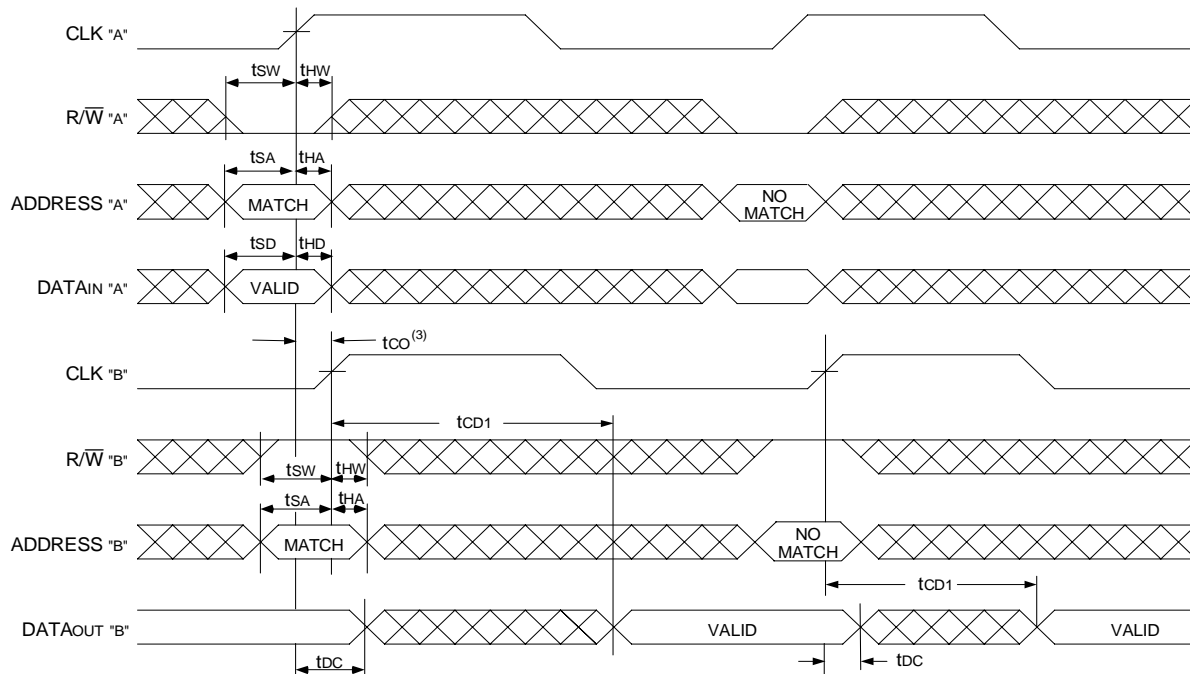 CLK "A"
tSW tHW
R/W̅ "A"
tSA tHA
ADDRESS "A" MATCH NO MATCH
tSD tHD
DATAIN "A" VALID
tCO(3)
CLK "B"
tCD1
R/W̅ "B"
tSW tHW
tSA tHA
ADDRESS "B" MATCH NO MATCH
tCD1
DATAOUT "B" VALID VALID
tDC tDC